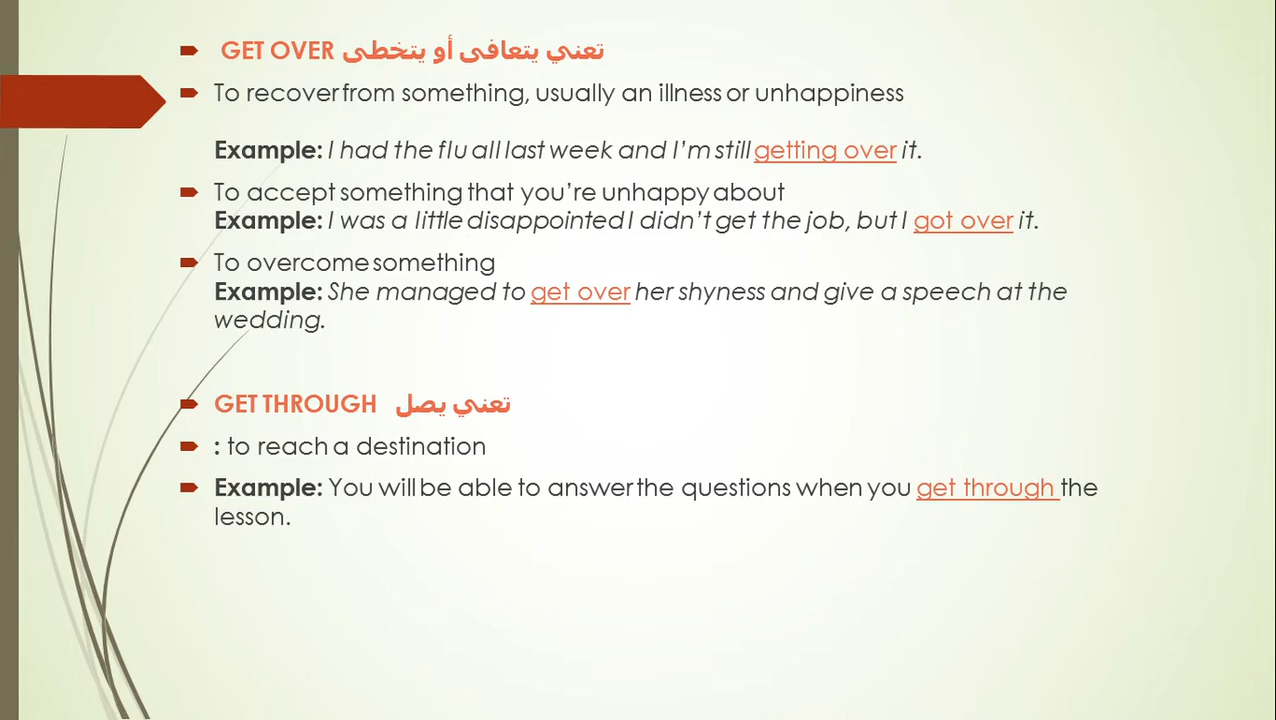 GET OVER تعني يتعافى أو يتخطى
To recover from something, usually an illness or unhappiness
Example: I had the flu all last week and I’m still getting over it.
To accept something that you’re unhappy about
Example: I was a little disappointed I didn’t get the job, but I got over it.
To overcome something
Example: She managed to get over her shyness and give a speech at the
wedding.
GET THROUGH تعني يصل
: to reach a destination
Example: You will be able to answer the questions when you get through the
lesson.